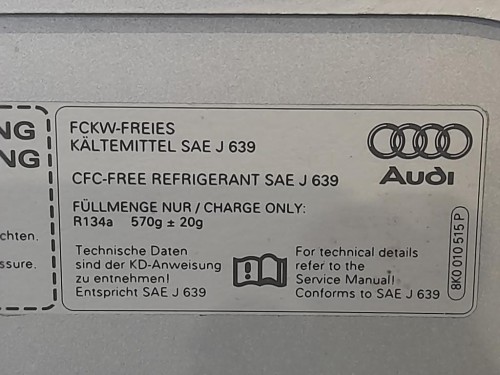 NG
NG
chten.
ssure.
FCKW-FREIES
KÄLTEMITTEL SAE J 639
CFC-FREE REFRIGERANT SAE J 639
FÜLLMENGE NUR / CHARGE ONLY:
R134a 570g ± 20g
Technische Daten
sind der KD-Anweisung
zu entnehmen!
Entspricht SAE J 639
For technical details
refer to the
Service Manual!
Conforms to SAE J 639
Audi
8K0 010 515 P